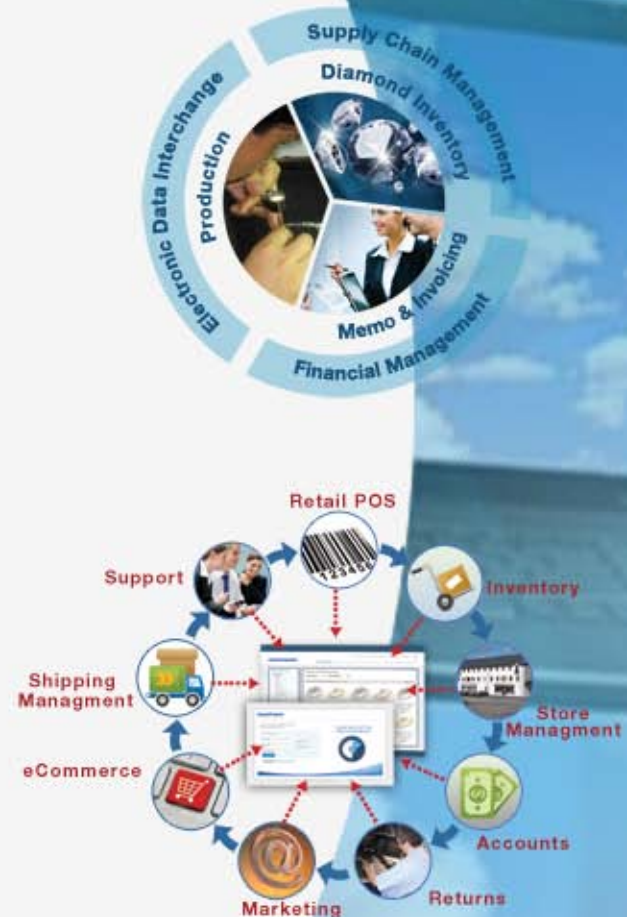 Supply Chain Management
Diamond Inventory
Electronic Data Interchange
Production
Memo & Invoicing
Financial Management
Retail POS
123456
Support
Inventory
Shipping
Managment
Store
Managment
eCommerce
Accounts
Returns
Marketing
@